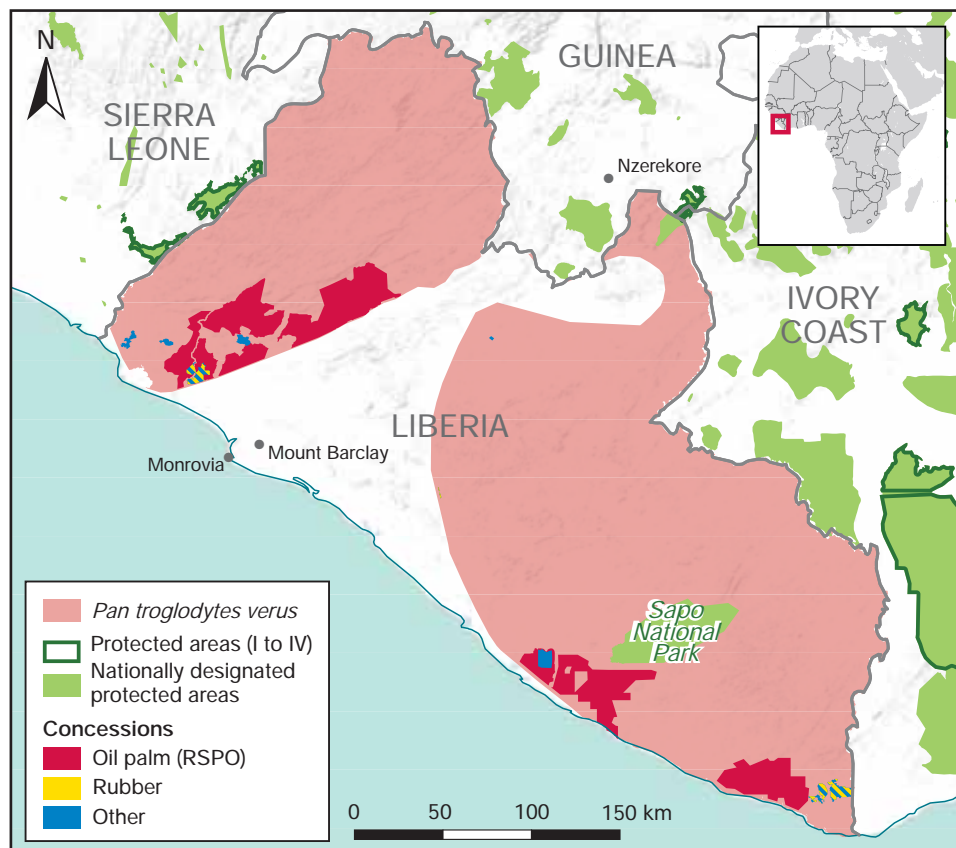 N
SIERRA
LEONE
GUINEA
Nzerekore
IVORY
COAST
LIBERIA
Monrovia
Mount Barclay
Sapo
National
Park
Pan troglodytes verus
Protected areas (I to IV)
Nationally designated
protected areas
Concessions
Oil palm (RSPO)
Rubber
Other
0 50 100 150 km